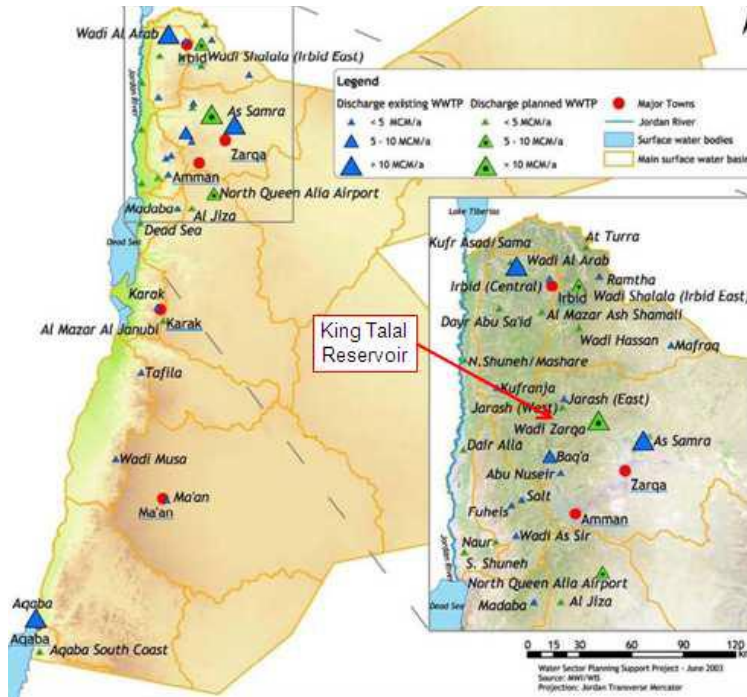 Wadi Al Arab
Irbid
Wadi Shalala (Irbid East)
Jordan River
As Samra
Zarqa
Amman
North Queen Alia Airport
Madaba
Al Jiza
Dead Sea
Dead Sea
Karak
Al Mazar Al Janubi
Karak
Tafila
Wadi Musa
Ma'an
Ma'an
Aqaba
Aqaba
Aqaba South Coast
Legend
Discharge existing WWTP
< 5 MCM/a
5 - 10 MCM/a
> 10 MCM/a
Discharge planned WWTP
< 5 MCM/a
5 - 10 MCM/a
> 10 MCM/a
Major Towns
Jordan River
Surface water bodies
Main surface water basin
King Talal
Reservoir
Lake Tiberias
At Turra
Kufr Asad/Sama
Wadi Al Arab
Ramtha
Irbid (Central)
Irbid
Wadi Shalala (Irbid East)
Dayr Abu Sa'id
Al Mazar Ash Shamali
Wadi Hassan
Mafraq
N.Shuneh/Mashare
Kufranja
Jarash (East)
Jarash (West)
Wadi Zarqa
As Samra
Dair Alla
Baq'a
Abu Nuseir
Zarqa
Salt
Fuheis
Amman
Wadi As Sir
Naur
S. Shuneh
Jordan River
North Queen Alia Airport
Dead Sea
Madaba
Al Jiza
0 15 30 60 90 120
Water Sector Planning Support Project - June 2003
Source: MWI/WIS
Projection: Jordan Transverse Mercator